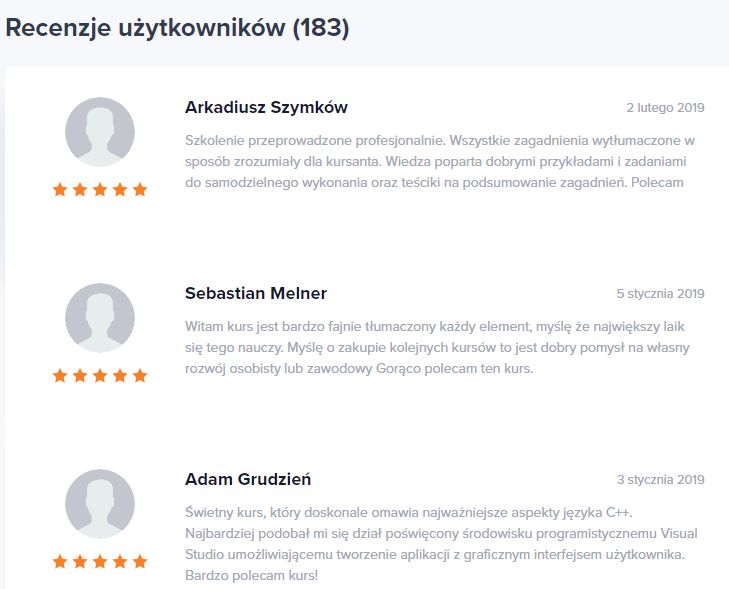 Recenzje użytkowników (183)
Arkadiusz Szymków
2 lutego 2019
Szkolenie przeprowadzone profesjonalnie. Wszystkie zagadnienia wytłumaczone w
sposób zrozumiały dla kursanta. Wiedza poparta dobrymi przykładami i zadaniami
do samodzielnego wykonania oraz teściki na podsumowanie zagadnień. Polecam
Sebastian Melner
5 stycznia 2019
Witam kurs jest bardzo fajnie tłumaczony każdy element, myślę że największy laik
się tego nauczy. Myślę o zakupie kolejnych kursów to jest dobry pomysł na własny
rozwój osobisty lub zawodowy Gorąco polecam ten kurs.
Adam Grudzień
3 stycznia 2019
Świetny kurs, który doskonale omawia najważniejsze aspekty języka C++.
Najbardziej podobał mi się dział poświęcony środowisku programistycznemu Visual
Studio umożliwiającemu tworzenie aplikacji z graficznym interfejsem użytkownika.
Bardzo polecam kurs!